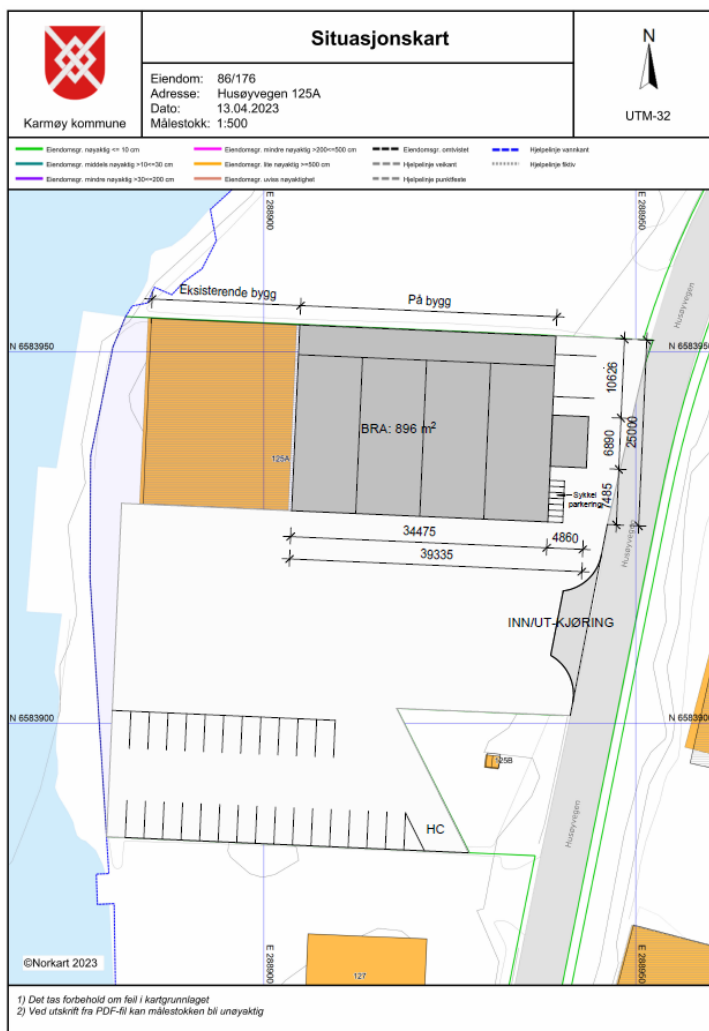 Karmøy kommune
Situasjonskart
Eiendom: 86/176
Adresse: Husøyvegen 125A
Dato: 13.04.2023
Målestokk: 1:500
N
UTM-32
Eiendomsgr. nøyaktig <= 10 cm
Eiendomsgr. middels nøyaktig >10<=30 cm
Eiendomsgr. mindre nøyaktig >30<=200 cm
Eiendomsgr. mindre nøyaktig >200<=500 cm
Eiendomsgr. lite nøyaktig >=500 cm
Eiendomsgr. uviss nøyaktighet
Eiendomsgr. omtvistet
Hjelpelinje veikant
Hjelpelinje punktfeste
Hjelpelinje vannkant
Hjelpelinje fiktiv
E 288900
E 288950
Husøyvegen
Eksisterende bygg
På bygg
N 6583950
N 6583950
10626
BRA: 896 m²
6890
25000
125A
Sykkel
parkering
7485
34475
4860
39335
Husøyvegen
INN/UT-KJØRING
N 6583900
N 6583900
125B
HC
Husøyvegen
E 288900
E 288950
©Norkart 2023
127
1) Det tas forbehold om feil i kartgrunnlaget
2) Ved utskrift fra PDF-fil kan målestokken bli unøyaktig